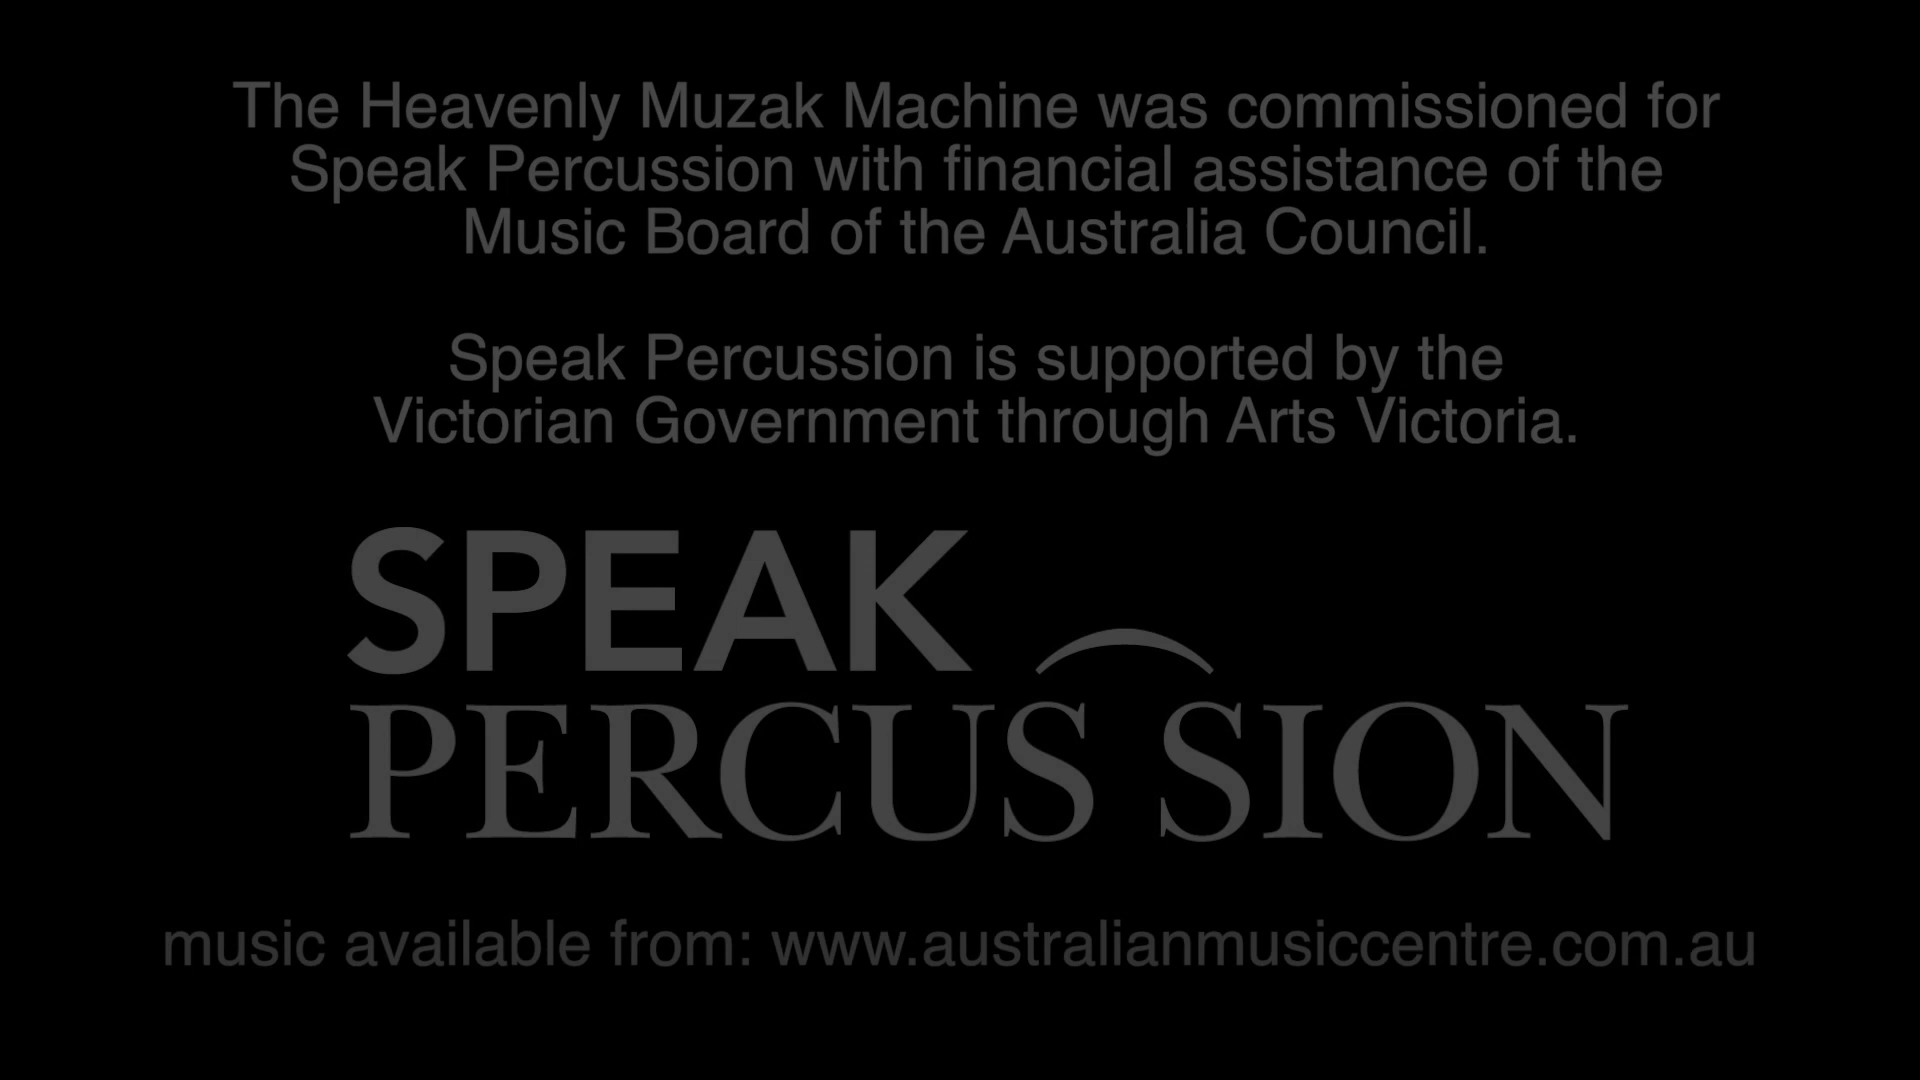 The Heavenly Muzak Machine was commissioned for
Speak Percussion with financial assistance of the
Music Board of the Australia Council.
Speak Percussion is supported by the
Victorian Government through Arts Victoria.
SPEAK
PERCUS SION
music available from: www.australianmusiccentre.com.au